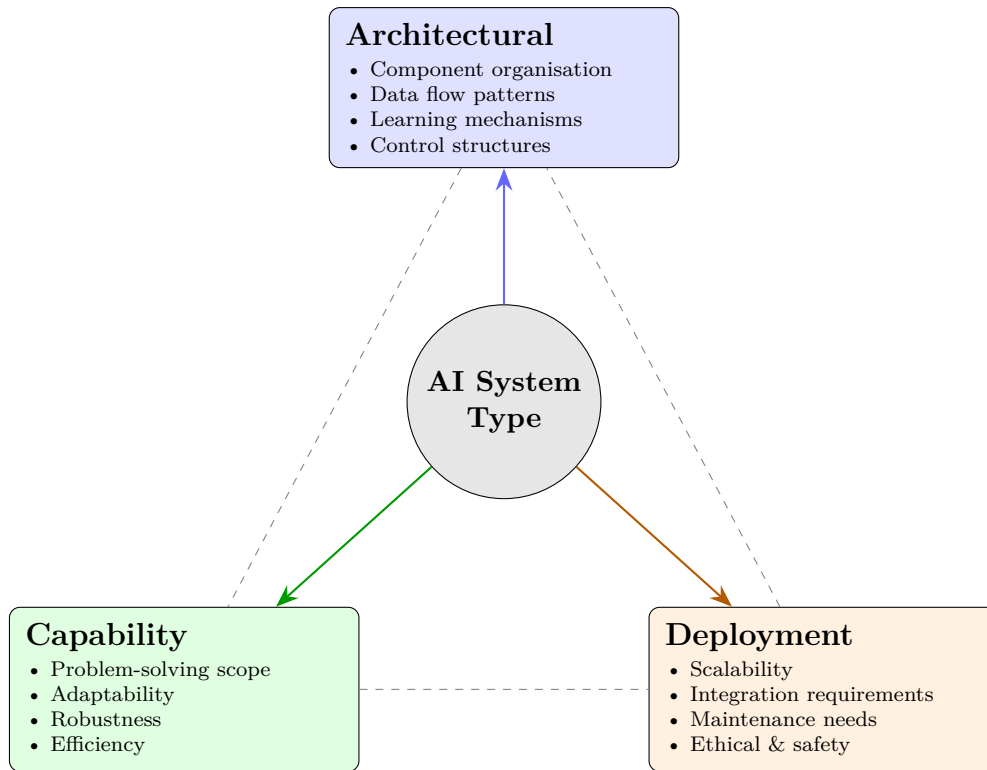 Architectural
• Component organisation
• Data flow patterns
• Learning mechanisms
• Control structures
AI System
Type
Capability
• Problem-solving scope
• Adaptability
• Robustness
• Efficiency
Deployment
• Scalability
• Integration requirements
• Maintenance needs
• Ethical & safety